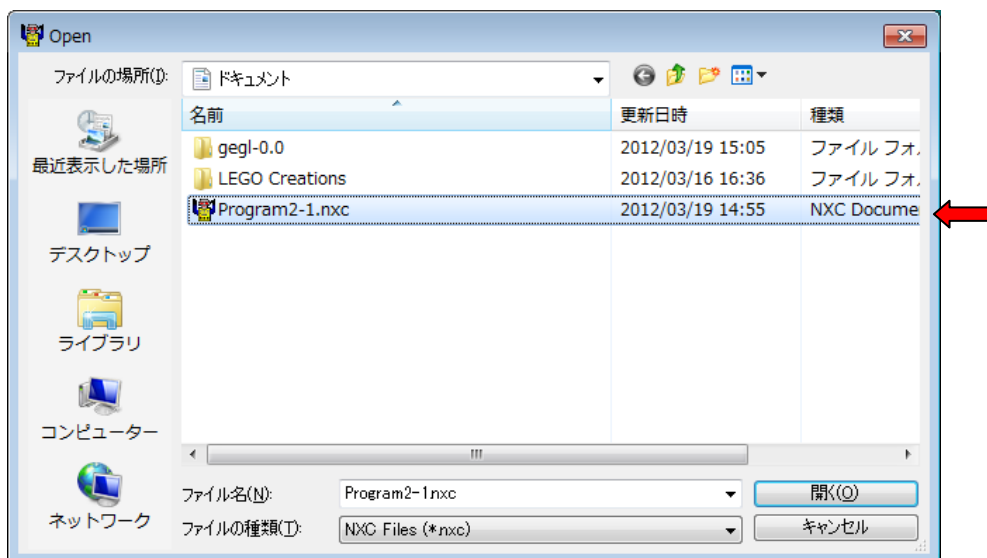 Open
ファイルの場所(I):
ドキュメント
名前 更新日時 種類
gegl-0.0 2012/03/19 15:05 ファイル フォ
LEGO Creations 2012/03/16 16:36 ファイル フォ
Program2-1.nxc 2012/03/19 14:55 NXC Docume
最近表示した場所
デスクトップ
ライブラリ
コンピューター
ネットワーク
ファイル名(N): Program2-1.nxc 開く(O)
ファイルの種類(T): NXC Files (*.nxc) キャンセル